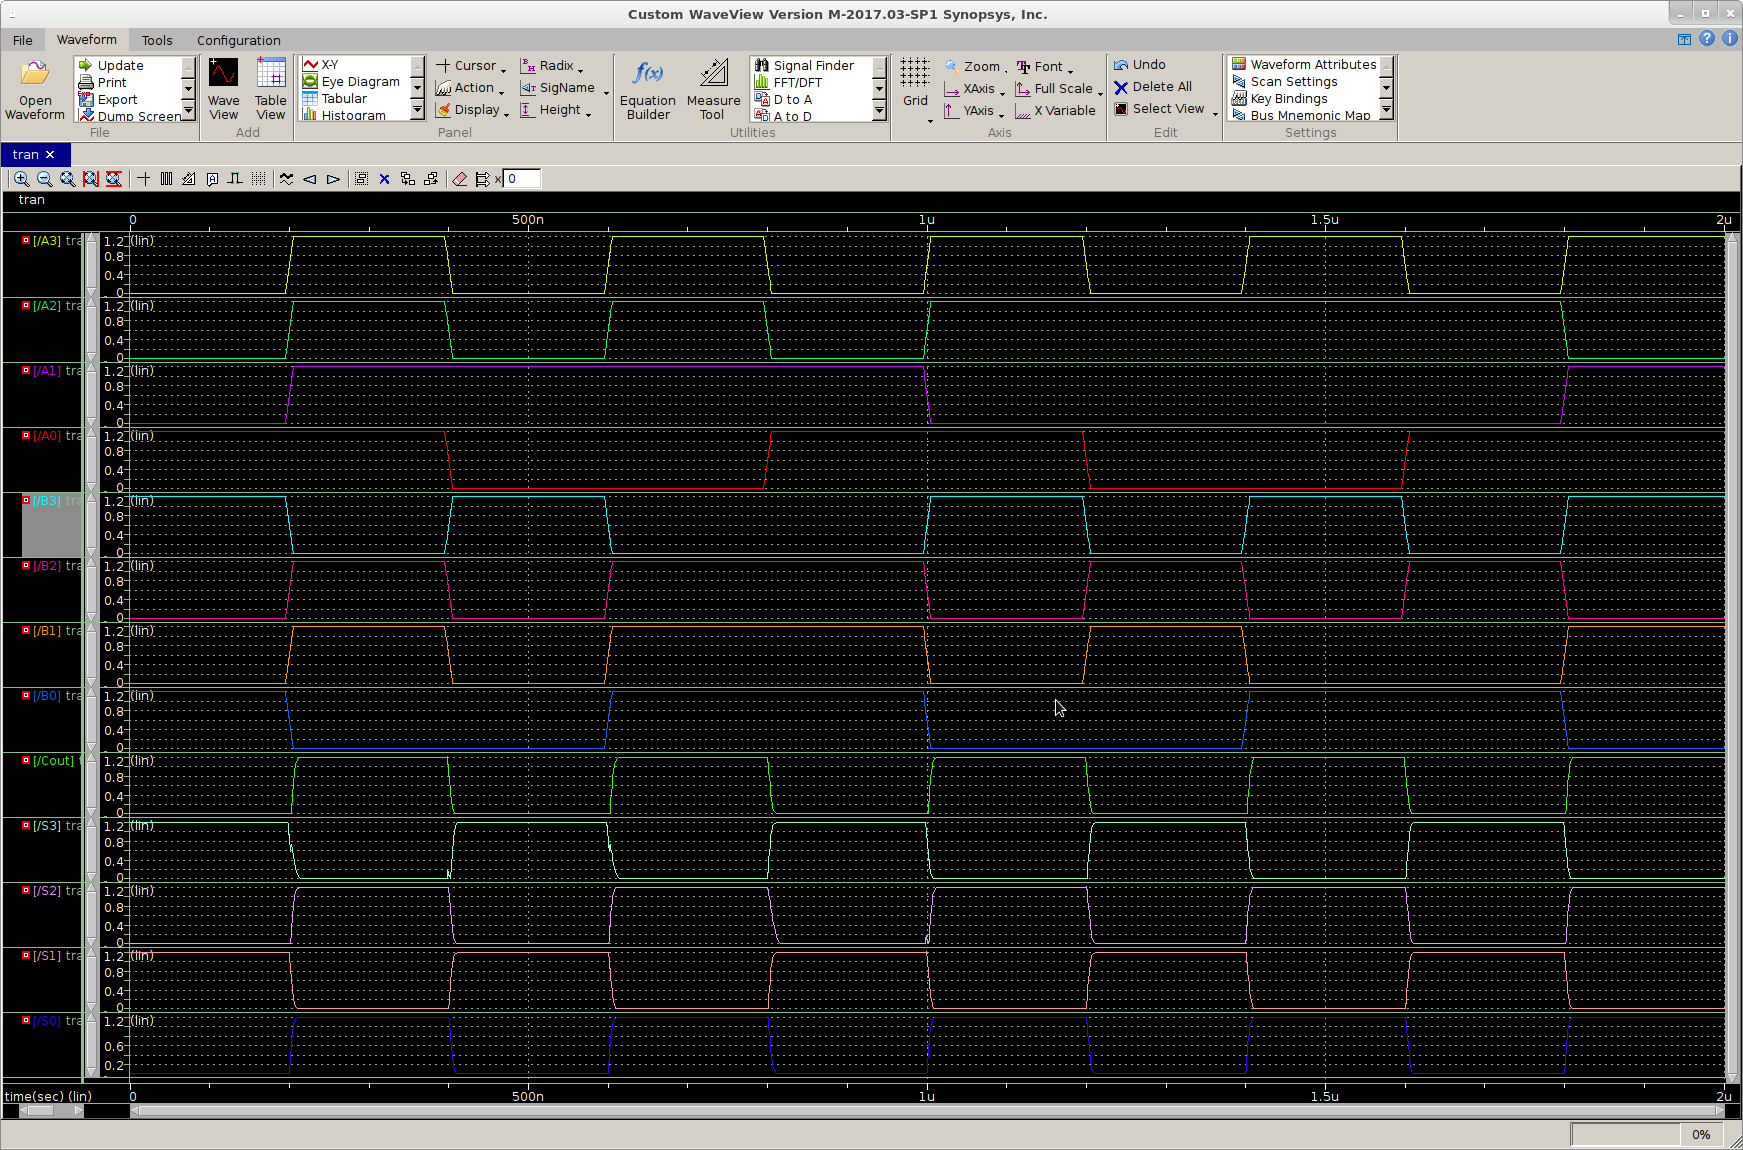 Custom WaveView Version M-2017.03-SP1 Synopsys, Inc.
File Waveform Tools Configuration
Open Waveform
Update
Print
Export
Dump Screen
File
Wave View
Table View
Add
X-Y
Eye Diagram
Tabular
Histogram
Cursor
Action
Display
Radix
SigName
Height
Panel
f(x)
Equation Builder
Measure Tool
Signal Finder
FFT/DFT
D to A
A to D
Utilities
Grid
Zoom
XAxis
YAxis
Font
Full Scale
X Variable
Axis
Undo
Delete All
Select View
Edit
Waveform Attributes
Scan Settings
Key Bindings
Bus Mnemonic Map
Settings
tran
x 0
tran
0 500n 1u 1.5u 2u
[/A3] tra 1.2 (lin)
0.8
0.4
0
[/A2] tra 1.2 (lin)
0.8
0.4
0
[/A1] tra 1.2 (lin)
0.8
0.4
0
[/A0] tra 1.2 (lin)
0.8
0.4
0
[/B3] tra 1.2 (lin)
0.8
0.4
0
[/B2] tra 1.2 (lin)
0.8
0.4
0
[/B1] tra 1.2 (lin)
0.8
0.4
0
[/B0] tra 1.2 (lin)
0.8
0.4
0
[/Cout] t 1.2 (lin)
0.8
0.4
0
[/S3] tra 1.2 (lin)
0.8
0.4
0
[/S2] tra 1.2 (lin)
0.8
0.4
0
[/S1] tra 1.2 (lin)
0.8
0.4
0
[/S0] tra 1.2 (lin)
0.6
0.2
time(sec) (lin) 0 500n 1u 1.5u 2u
0%